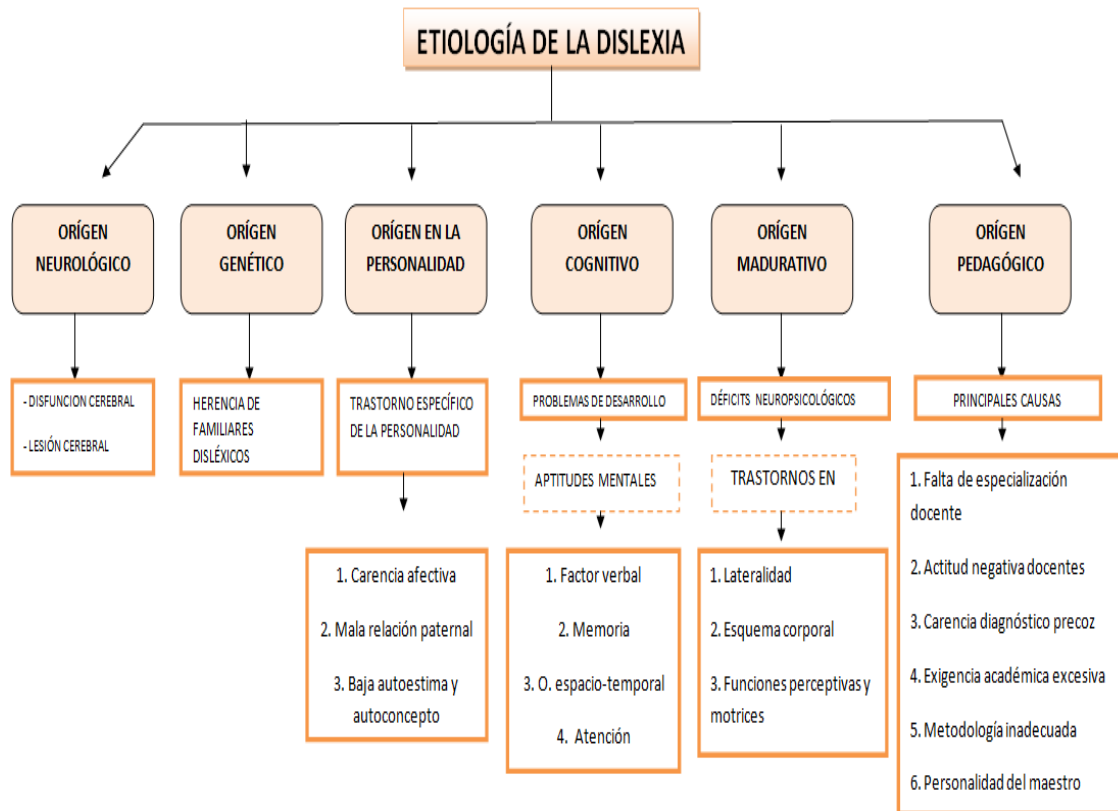 ETIOLOGÍA DE LA DISLEXIA
ORÍGEN
NEUROLÓGICO
ORÍGEN
GENÉTICO
ORÍGEN EN LA
PERSONALIDAD
ORÍGEN
COGNITIVO
ORÍGEN
MADURATIVO
ORÍGEN
PEDAGÓGICO
- DISFUNCION CEREBRAL
- LESIÓN CEREBRAL
HERENCIA DE
FAMILIARES
DISLÉXICOS
TRASTORNO ESPECÍFICO
DE LA PERSONALIDAD
PROBLEMAS DE DESARROLLO
DÉFICITS NEUROPSICOLÓGICOS
PRINCIPALES CAUSAS
APTITUDES MENTALES
TRASTORNOS EN
1. Carencia afectiva
2. Mala relación paternal
3. Baja autoestima y
autoconcepto
1. Factor verbal
2. Memoria
3. O. espacio-temporal
4. Atención
1. Lateralidad
2. Esquema corporal
3. Funciones perceptivas y
motrices
1. Falta de especialización
docente
2. Actitud negativa docentes
3. Carencia diagnóstico precoz
4. Exigencia académica excesiva
5. Metodología inadecuada
6. Personalidad del maestro